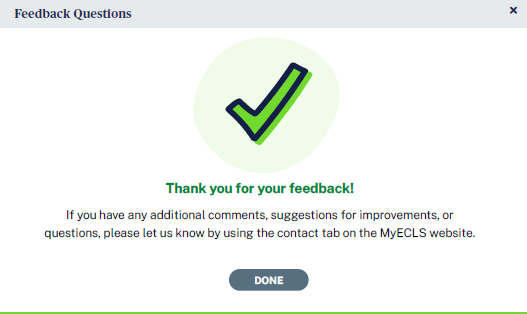 Feedback Questions
×
Thank you for your feedback!
If you have any additional comments, suggestions for improvements, or
questions, please let us know by using the contact tab on the MyECLS website.
DONE